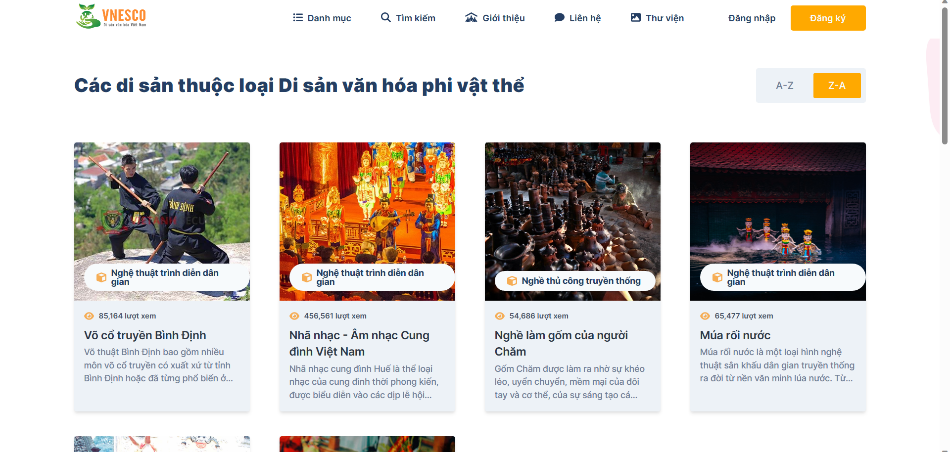 VNESCO
Di sản văn hóa Việt Nam
Danh mục
Tìm kiếm
Giới thiệu
Liên hệ
Thư viện
Đăng nhập
Đăng ký
Các di sản thuộc loại Di sản văn hóa phi vật thể
A-Z
Z-A
BÌNH ĐỊNH
Nghệ thuật trình diễn dân
gian
85,164 lượt xem
Võ cổ truyền Bình Định
Võ thuật Bình Định bao gồm nhiều
môn võ cổ truyền có xuất xứ từ tỉnh
Bình Định hoặc đã từng phổ biến ở...
Nghệ thuật trình diễn dân
gian
456,561 lượt xem
Nhã nhạc - Âm nhạc Cung
đình Việt Nam
Nhã nhạc cung đình Huế là thể loại
nhạc của cung đình thời phong kiến,
được biểu diễn vào các dịp lễ hội...
Nghề thủ công truyền thống
54,686 lượt xem
Nghề làm gốm của người
Chăm
Gốm Chăm được làm ra nhờ sự khéo
léo, uyển chuyển, mềm mại của đôi
tay và cơ thể, của sự sáng tạo cá...
Nghệ thuật trình diễn dân
gian
65,477 lượt xem
Múa rối nước
Múa rối nước là một loại hình nghệ
thuật sân khấu dân gian truyền thống
ra đời từ nền văn minh lúa nước. Từ...